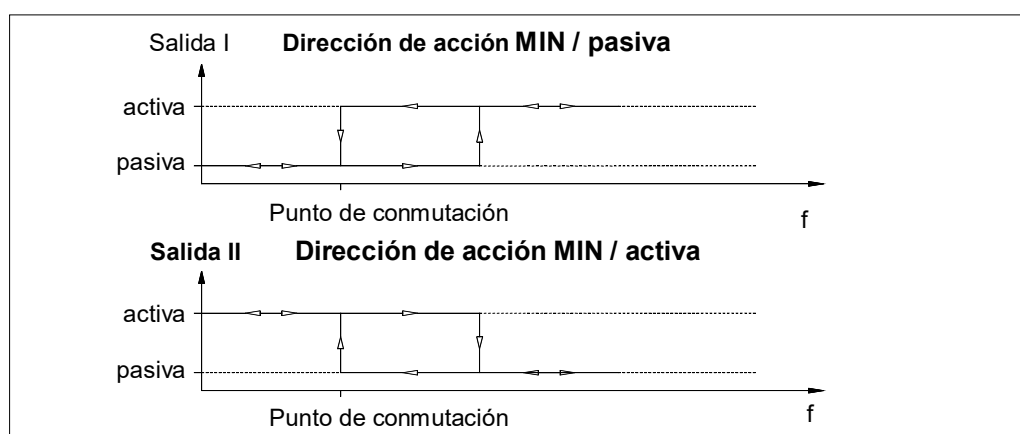 Salida I Dirección de acción MIN / pasiva
activa
pasiva
Punto de conmutación f
Salida II Dirección de acción MIN / activa
activa
pasiva
Punto de conmutación f